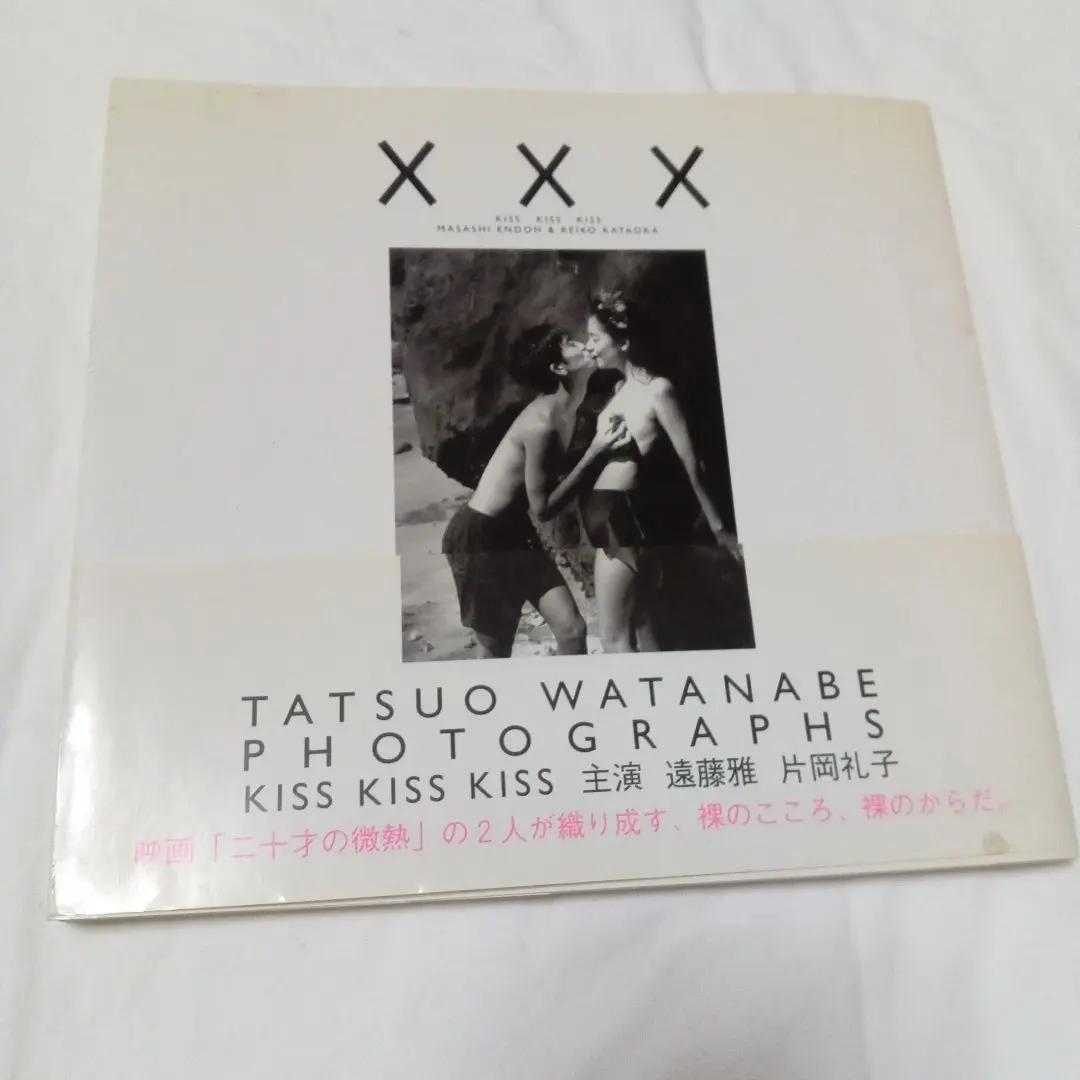 X X X
KISS KISS KISS
MASASHI ENDOH & REIKO KATAOKA
TATSUO WATANABE
PHOTOGRAPHS
KISS KISS KISS 主演 遠藤雅 片岡礼子
映画「二十才の微熱」の2人が織り成す、裸のこころ、裸のからだ。